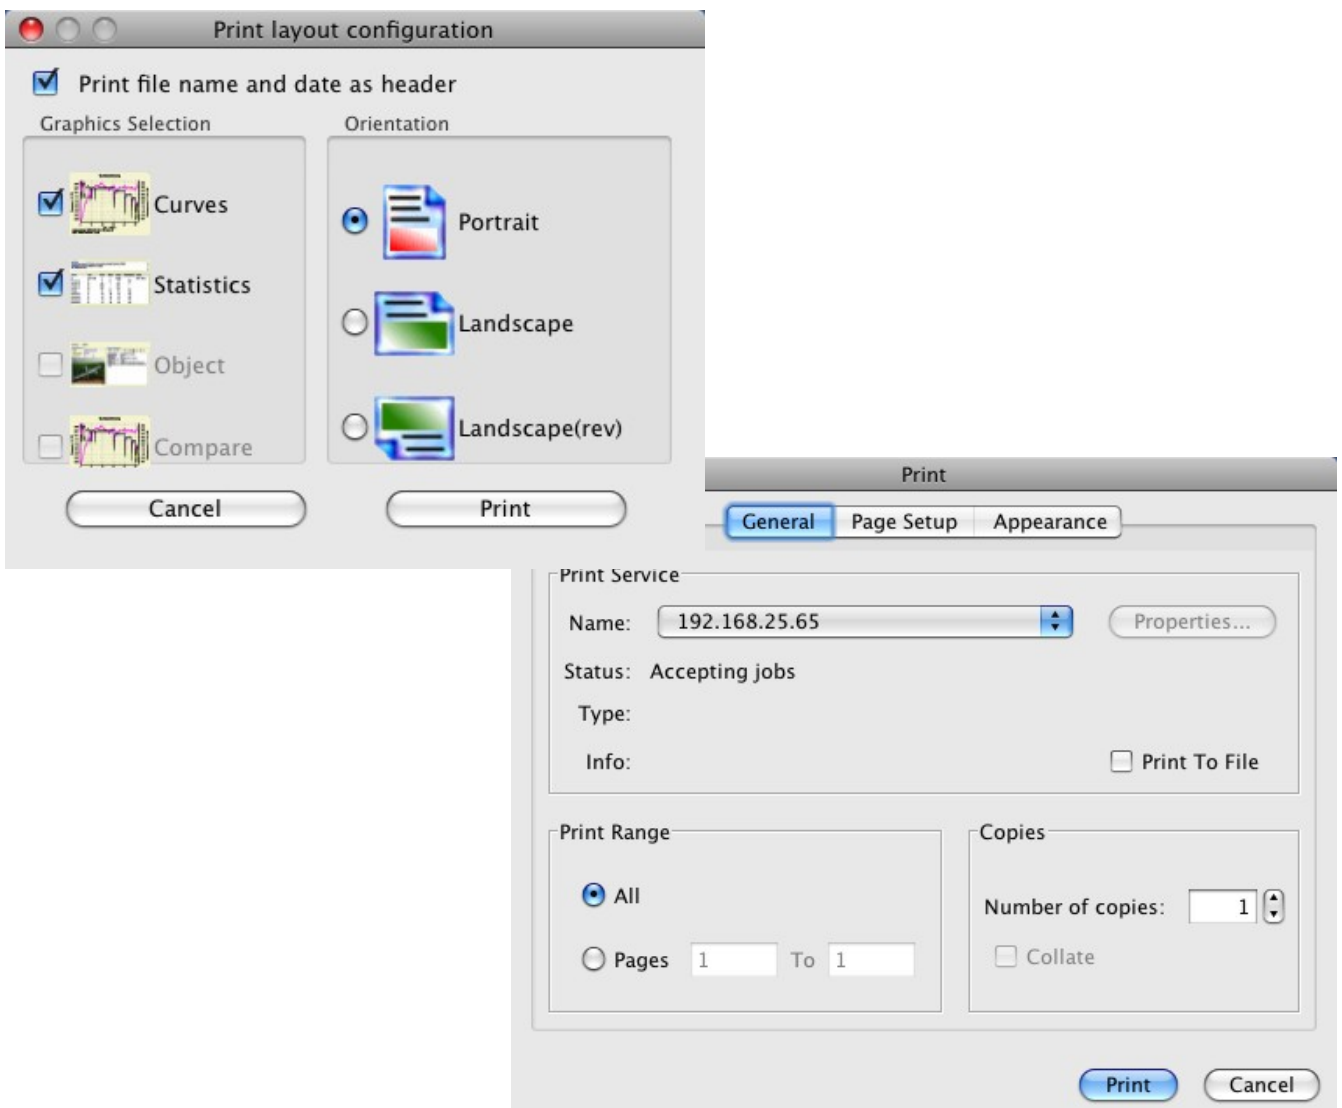 Print layout configuration
Print file name and date as header
Graphics Selection
Orientation
Curves
Statistics
Object
Compare
Portrait
Landscape
Landscape(rev)
Cancel
Print
Print
General
Page Setup
Appearance
Print Service
Name:
192.168.25.65
Properties...
Status: Accepting jobs
Type:
Info:
Print To File
Print Range
All
Pages 1 To 1
Copies
Number of copies: 1
Collate
Print
Cancel